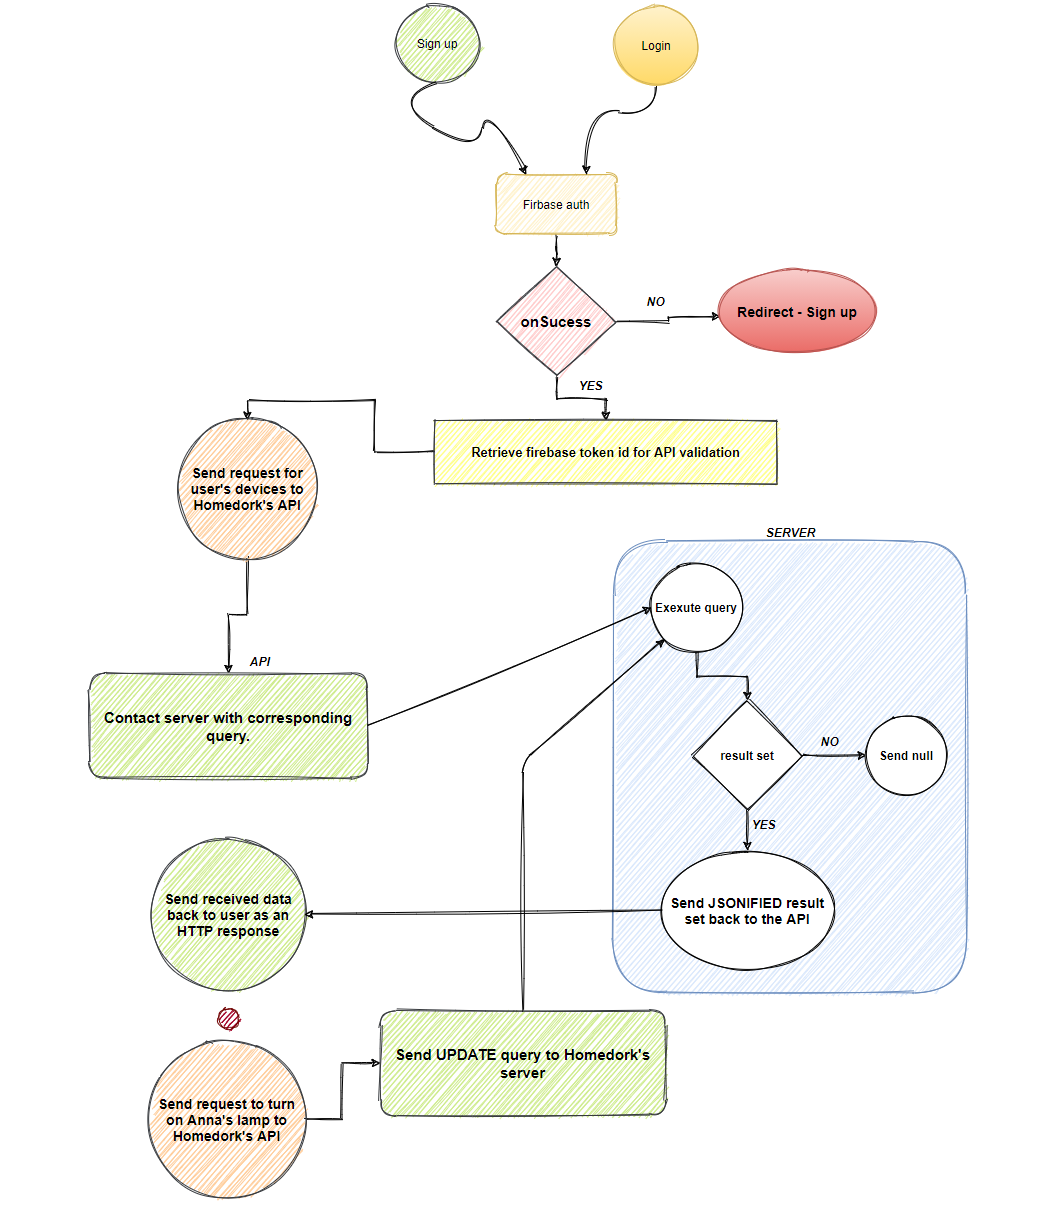 Sign up
Login
Firbase auth
onSucess
NO
Redirect - Sign up
YES
Retrieve firebase token id for API validation
Send request for
user's devices to
Homedork's API
SERVER
Exexute query
API
Contact server with corresponding
query.
result set
NO
Send null
YES
Send received data
back to user as an
HTTP response
Send JSONIFIED result
set back to the API
Send UPDATE query to Homedork's
server
Send request to turn
on Anna's lamp to
Homedork's API